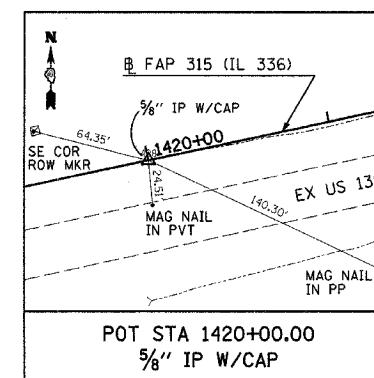 N
℄ FAP 315 (IL 336)
⅝" IP W/CAP
64.35'
1420+00
SE COR
ROW MKR
24.51'
EX US 13
140.30'
MAG NAIL
IN PVT
MAG NAIL
IN PP
POT STA 1420+00.00
⅝" IP W/CAP